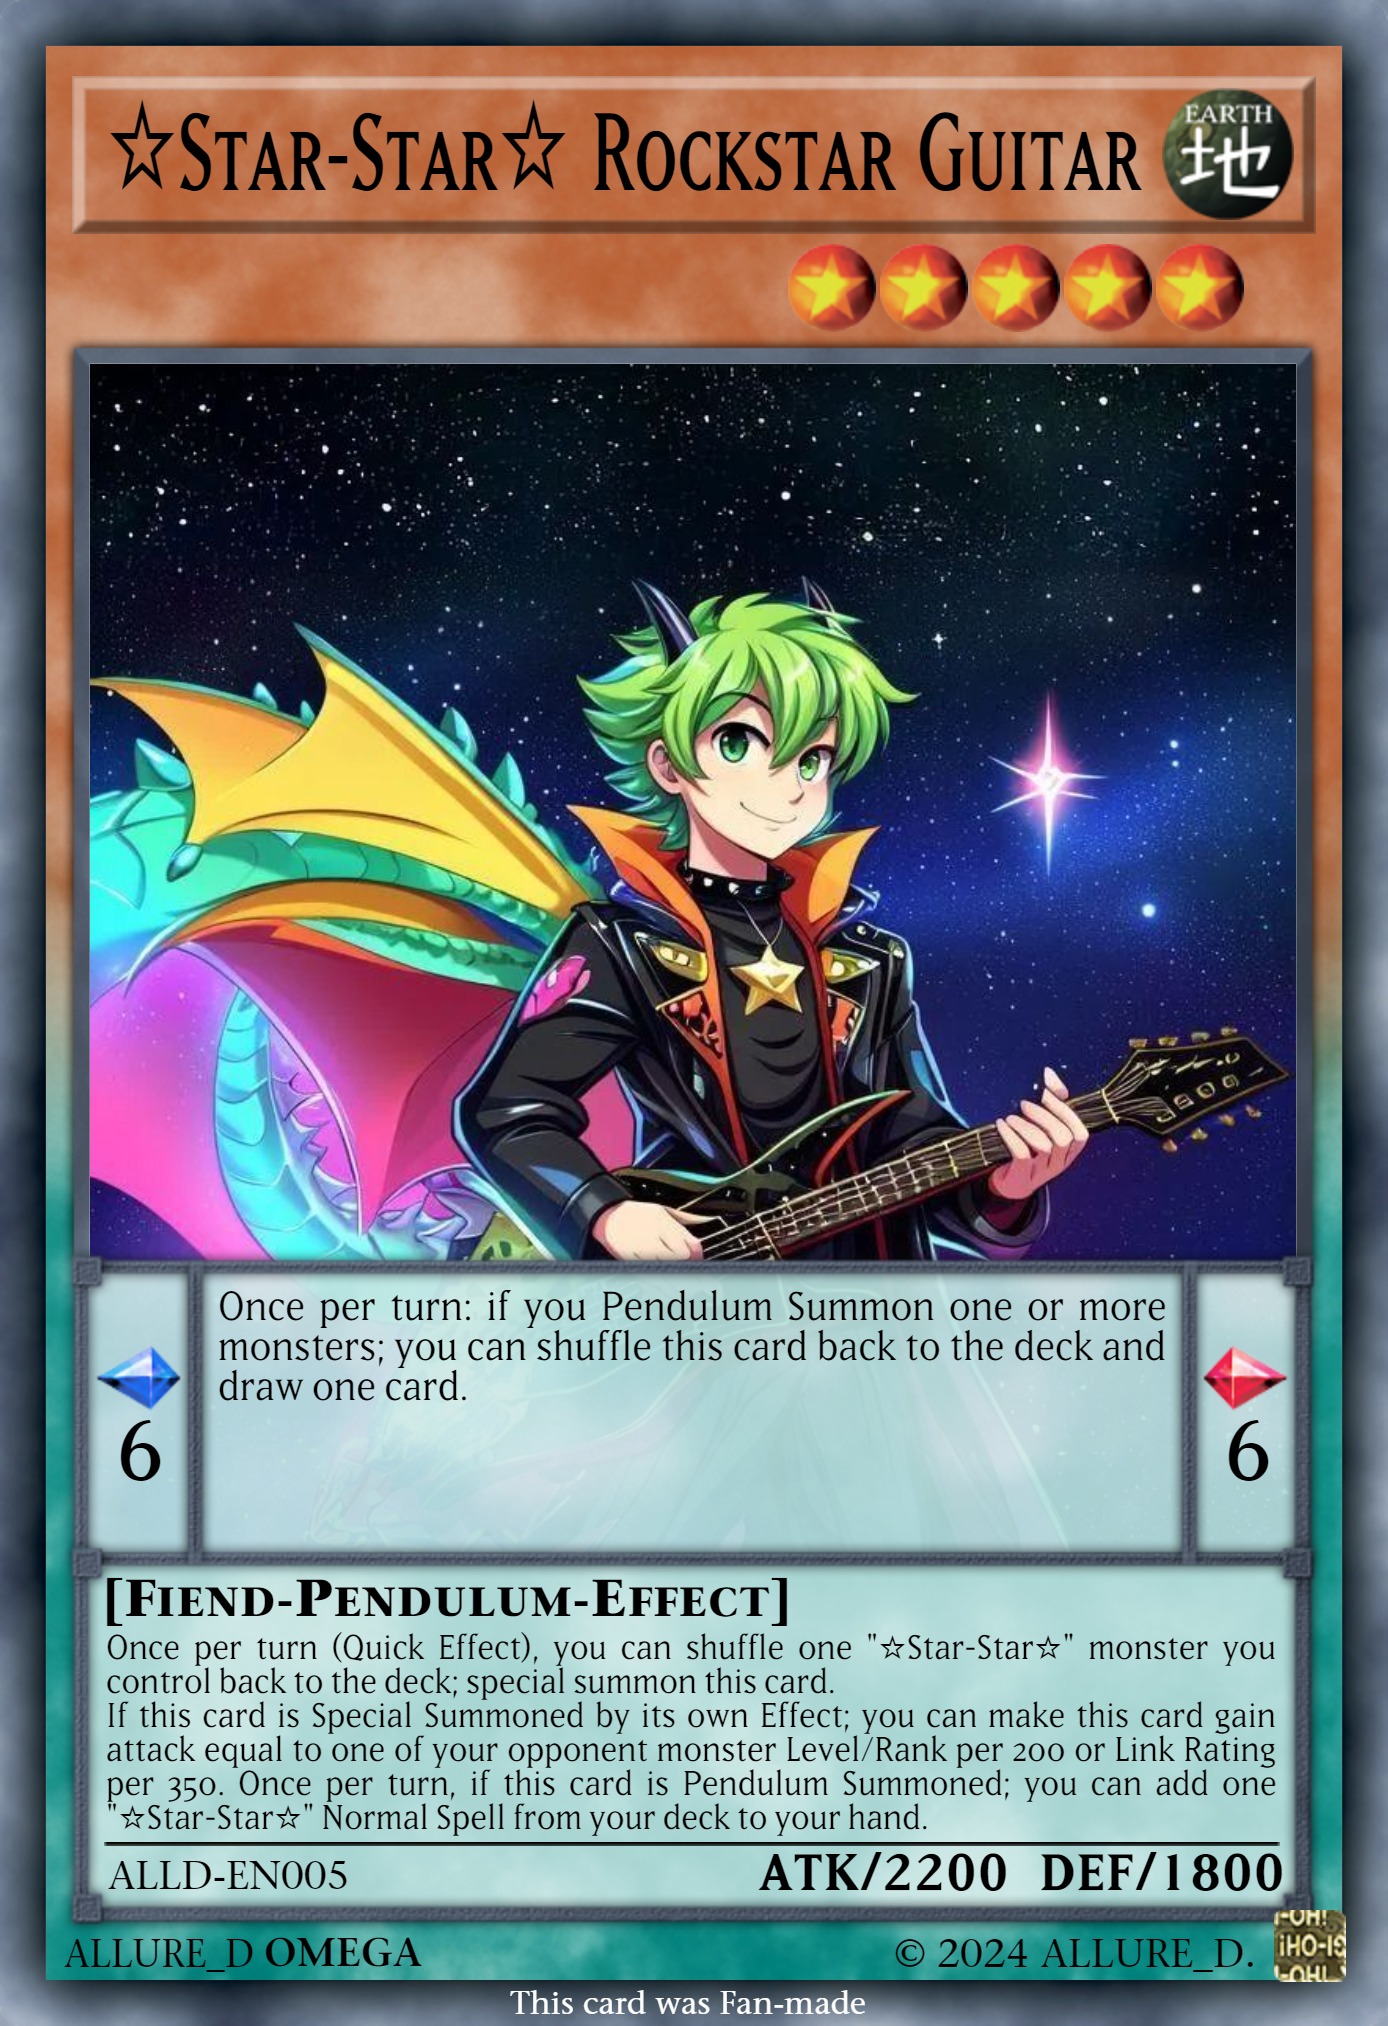 ☆Star-Star☆ Rockstar Guitar
EARTH
地
Once per turn: if you Pendulum Summon one or more
monsters; you can shuffle this card back to the deck and
draw one card.
6
6
[Fiend-Pendulum-Effect]
Once per turn (Quick Effect), you can shuffle one "☆Star-Star☆" monster you
control back to the deck; special summon this card.
If this card is Special Summoned by its own Effect; you can make this card gain
attack equal to one of your opponent monster Level/Rank per 200 or Link Rating
per 350. Once per turn, if this card is Pendulum Summoned; you can add one
"☆Star-Star☆" Normal Spell from your deck to your hand.
ALLD-EN005
ATK/2200 DEF/1800
ALLURE_D OMEGA
© 2024 ALLURE_D.
This card was Fan-made